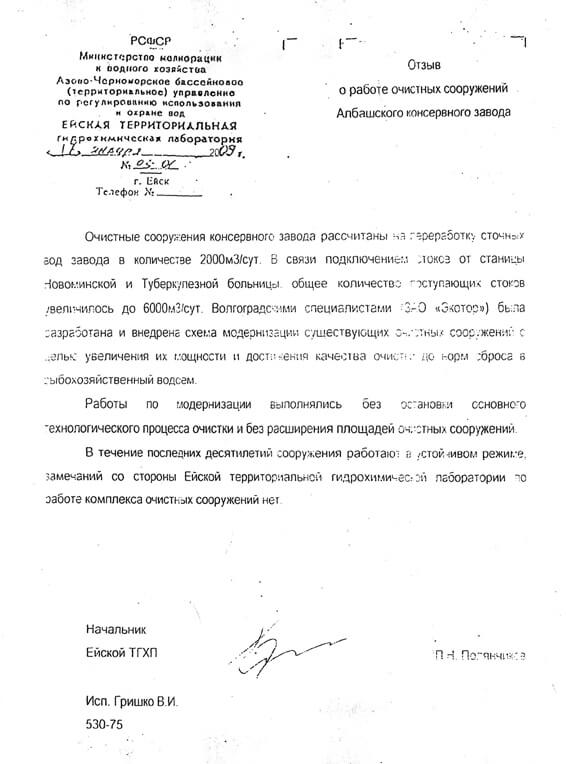 РСФСР
Министерство мелиорации
и водного хозяйства
Азово-Черноморское бассейновое
(территориальное) управление
по регулированию использования
и охране вод
ЕЙСКАЯ ТЕРРИТОРИАЛЬНАЯ
гидрохимическая лаборатория
января 2009 г.
№
г. Ейск
Телефон №
Отзыв
о работе очистных сооружений
Албашского консервного завода
Очистные сооружения консервного завода рассчитаны на переработку сточных
вод завода в количестве 2000м3/сут. В связи подключением стоков от станицы
Новоминской и Туберкулезной больницы, общее количество поступающих стоков
увеличилось до 6000м3/сут. Волгоградскими специалистами (ЗАО «Экотор») была
разработана и внедрена схема модернизации существующих очистных сооружений с
целью увеличения их мощности и достижения качества очистки до норм сброса в
рыбохозяйственный водоем.
Работы по модернизации выполнялись без остановки основного
технологического процесса очистки и без расширения площадей очистных сооружений.
В течение последних десятилетий сооружения работают в устойчивом режиме,
замечаний со стороны Ейской территориальной гидрохимической лаборатории по
работе комплекса очистных сооружений нет.
Начальник
Ейской ТГХП
П.Н. Полянчиков
Исп. Гришко В.И.
530-75